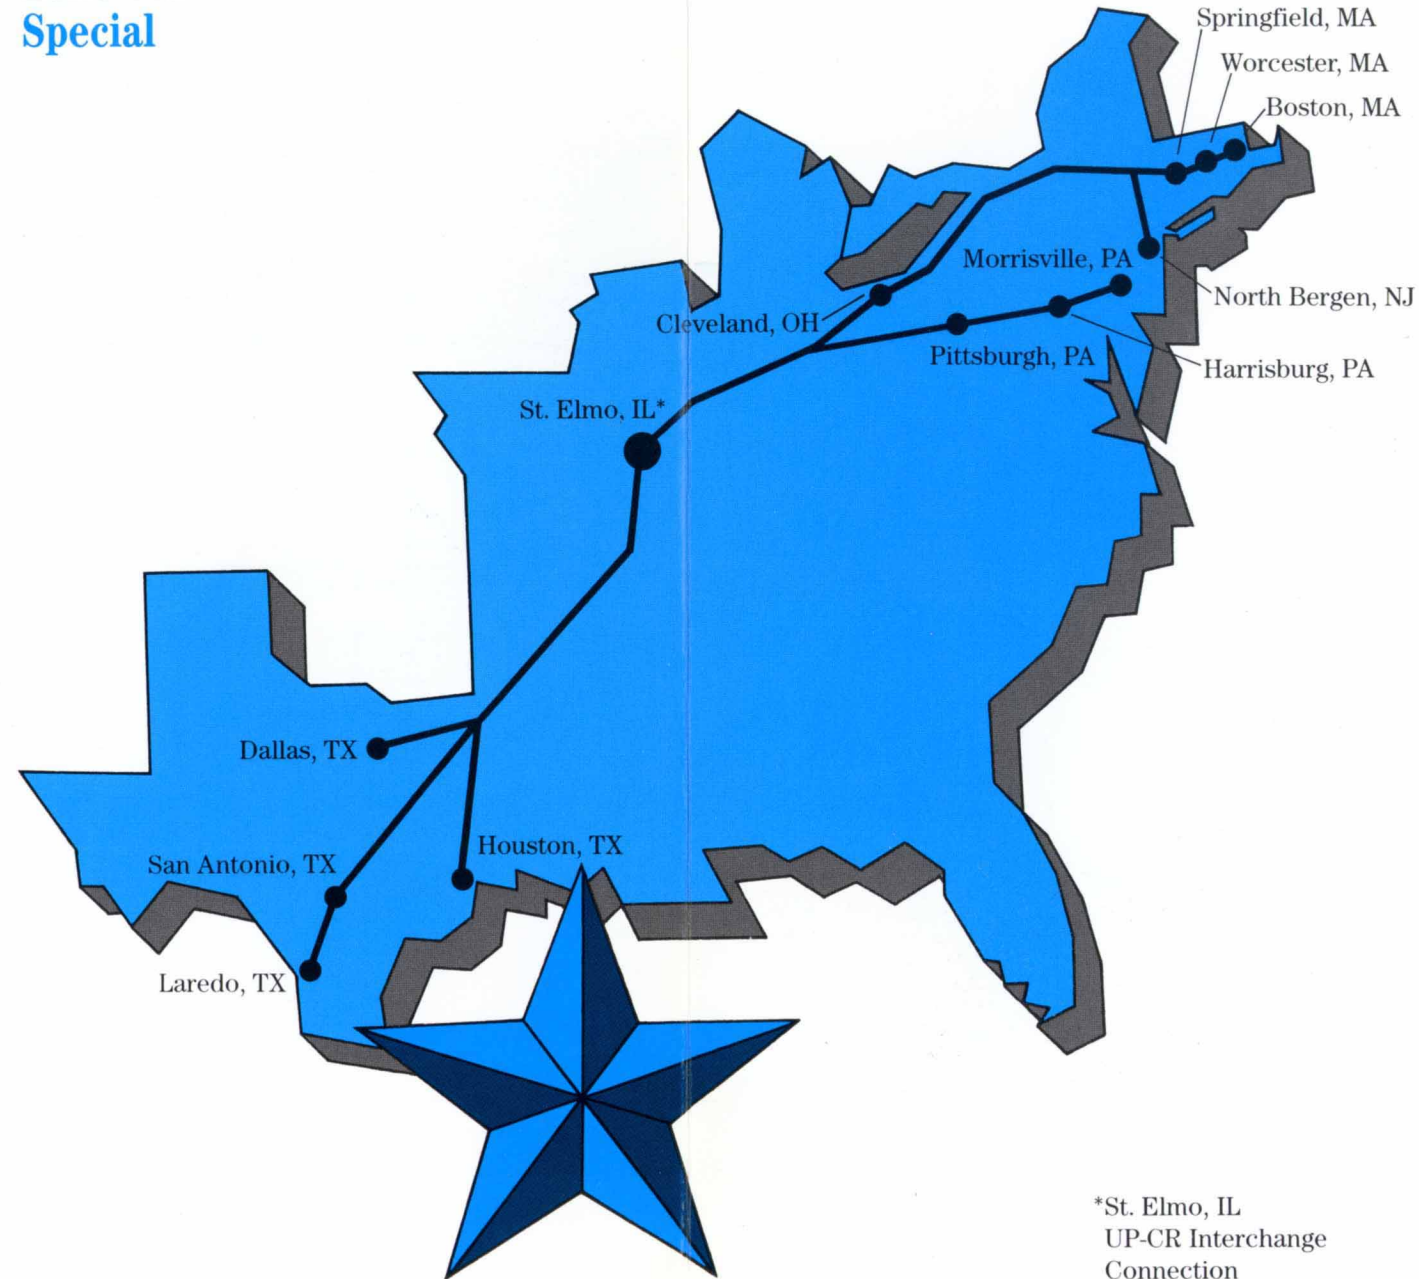 Special
Springfield, MA
Worcester, MA
Boston, MA
Morrisville, PA
North Bergen, NJ
Cleveland, OH
Pittsburgh, PA
Harrisburg, PA
St. Elmo, IL*
Dallas, TX
Houston, TX
San Antonio, TX
Laredo, TX
*St. Elmo, IL
UP-CR Interchange
Connection